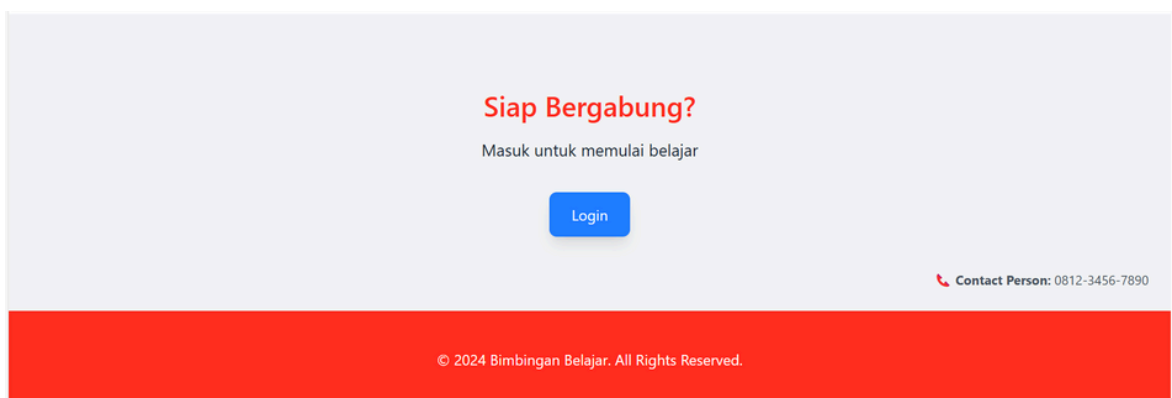 Siap Bergabung?
Masuk untuk memulai belajar
Login
Contact Person: 0812-3456-7890
© 2024 Bimbingan Belajar. All Rights Reserved.